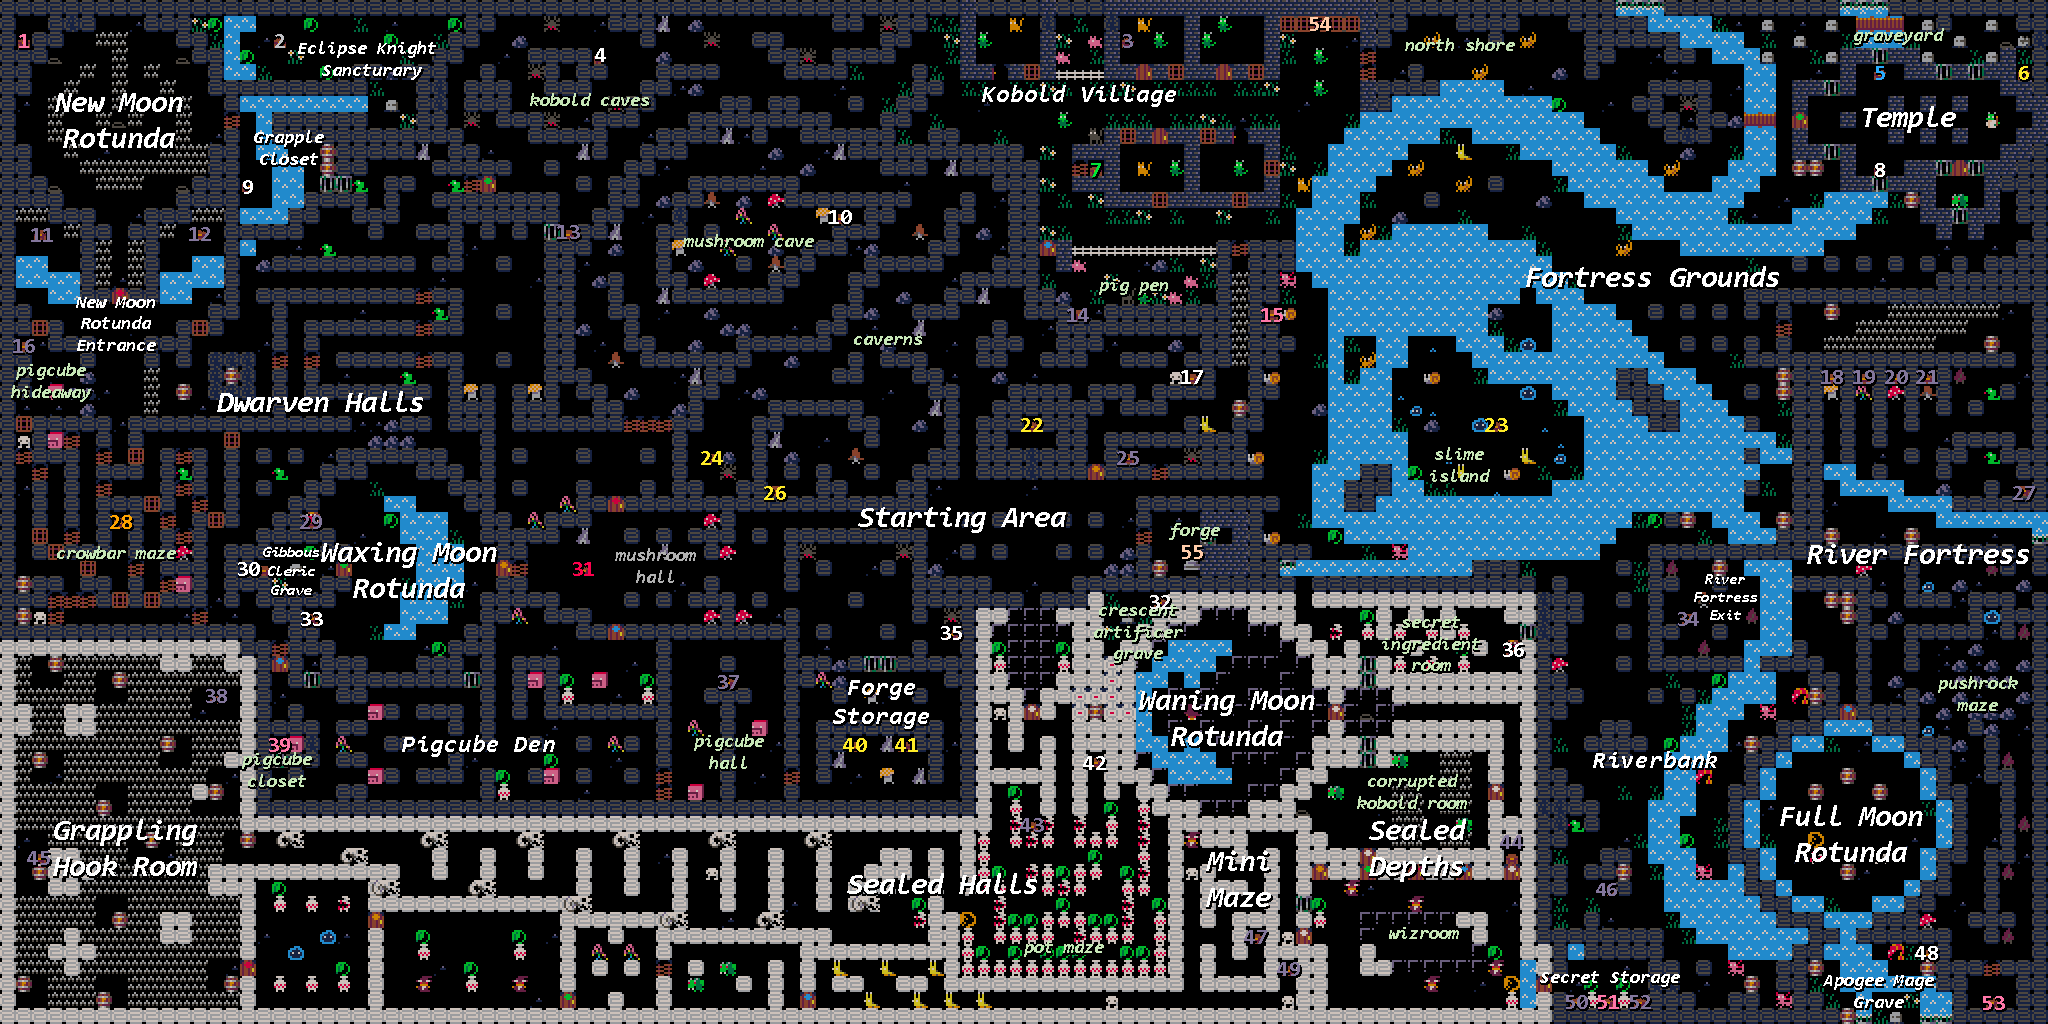 1
2
Eclipse Knight
Sancturary
4
kobold caves
New Moon
Rotunda
Grapple
Closet
9
11
12
13
10
mushroom cave
New Moon
Rotunda
Entrance
16
pigcube
hideaway
Dwarven Halls
caverns
3
Kobold Village
54
7
pig pen
14
15
17
north shore
graveyard
5
6
Temple
8
Fortress Grounds
18
19
20
21
22
23
slime
island
24
25
26
27
Starting Area
28
crowbar maze
29
30
Gibbous
Cleric
Grave
33
Waxing Moon
Rotunda
31
mushroom
hall
forge
55
River Fortress
River
Fortress
Exit
34
32
crescent
artificer
grave
35
secret
ingredient
room
36
Waning Moon
Rotunda
38
39
pigcube
closet
Pigcube Den
37
pigcube
hall
Forge
Storage
40
41
42
pushrock
maze
Riverbank
corrupted
kobold room
Sealed
Depths
Full Moon
Rotunda
Grappling
Hook Room
45
43
44
Sealed Halls
Mini
Maze
46
pot maze
47
wizroom
49
48
Secret Storage
50
51
52
Apogee Mage
Grave
53